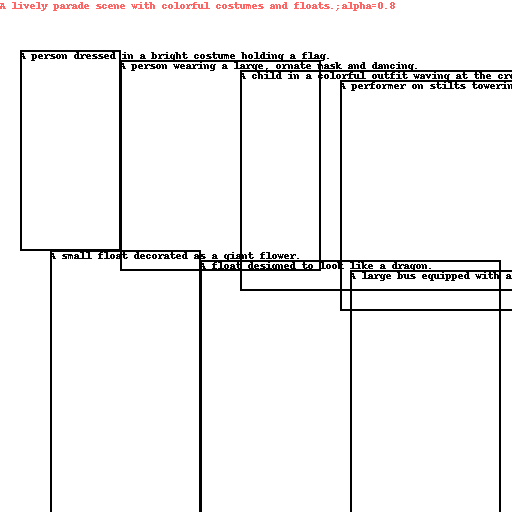 A lively parade scene with colorful costumes and floats.;alpha=0.8
A person dressed in a bright costume holding a flag.
A person wearing a large, ornate mask and dancing.
A child in a colorful outfit waving at the
A performer on stilts
A small float decorated as a giant flower.
A float designed to look like a dragon.
A large bus equipped with a